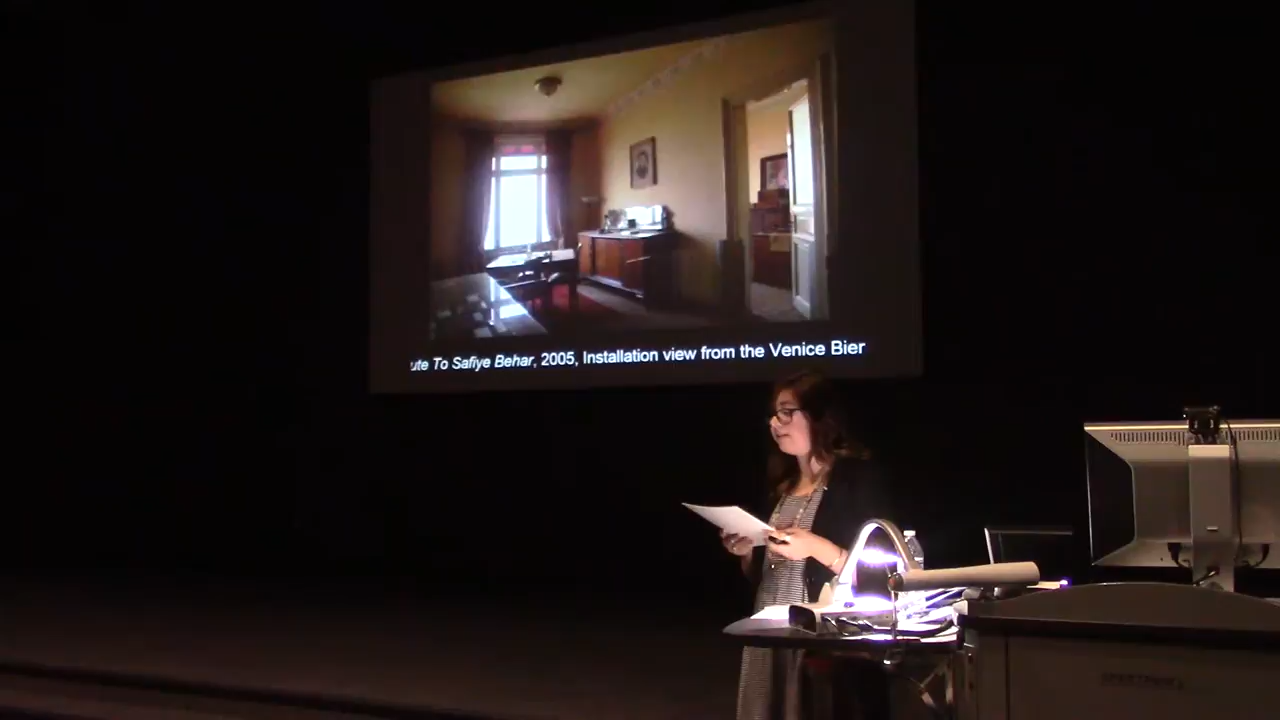 ute To Safiye Behar, 2005, Installation view from the Venice Bier